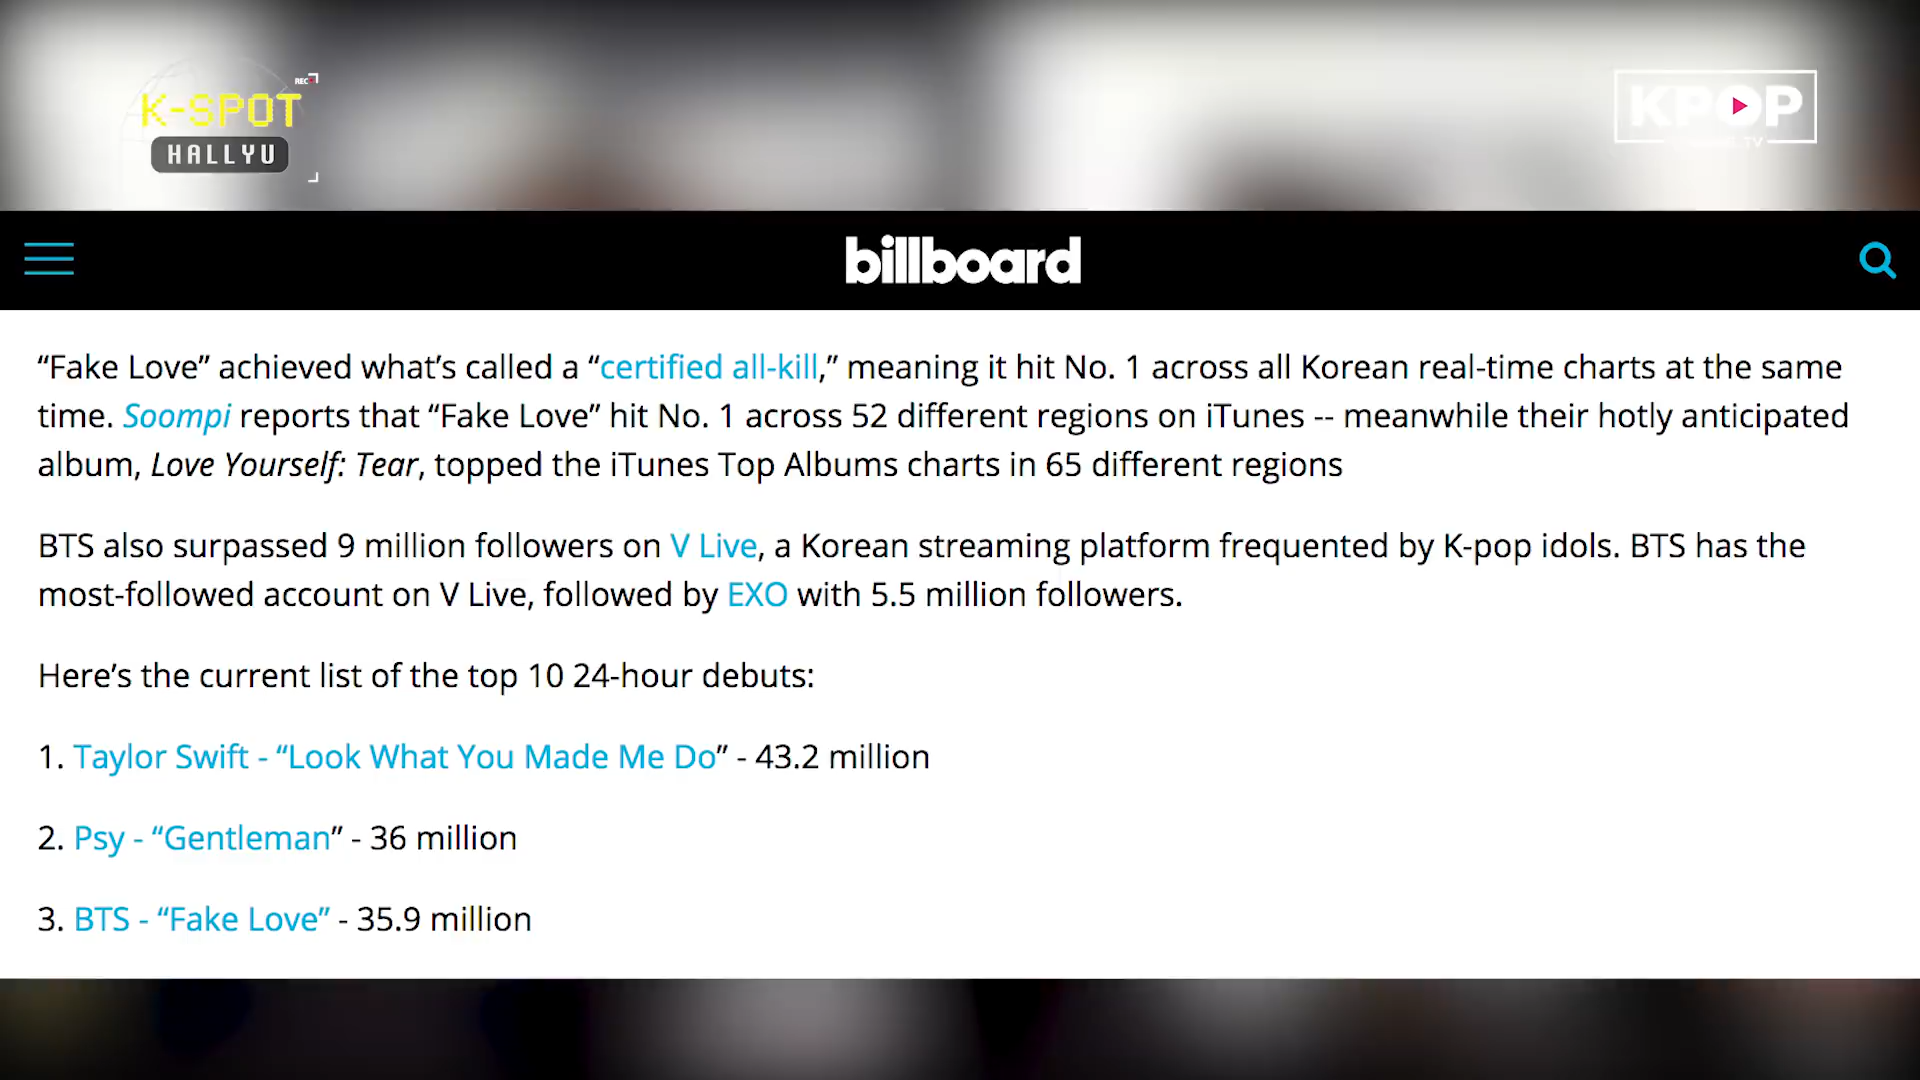 REC
K-SPOT
HALLYU
KPOP
TV
billboard
“Fake Love” achieved what’s called a “certified all-kill,” meaning it hit No. 1 across all Korean real-time charts at the same
time. Soompi reports that “Fake Love” hit No. 1 across 52 different regions on iTunes -- meanwhile their hotly anticipated
album, Love Yourself: Tear, topped the iTunes Top Albums charts in 65 different regions
BTS also surpassed 9 million followers on V Live, a Korean streaming platform frequented by K-pop idols. BTS has the
most-followed account on V Live, followed by EXO with 5.5 million followers.
Here’s the current list of the top 10 24-hour debuts:
1. Taylor Swift - “Look What You Made Me Do” - 43.2 million
2. Psy - “Gentleman” - 36 million
3. BTS - “Fake Love” - 35.9 million